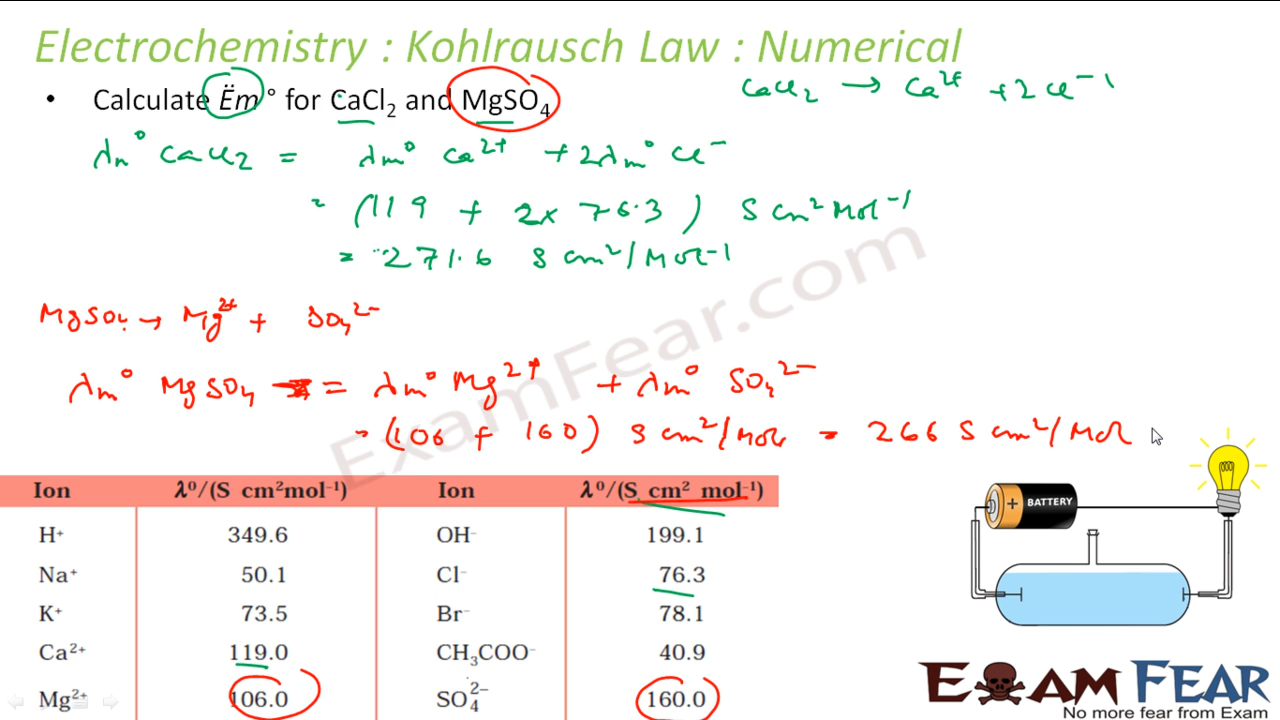 Electrochemistry : Kohlrausch Law : Numerical
• Calculate Ëm° for CaCl₂ and MgSO₄
CaCl₂ → Ca²⁺ + 2Cl⁻¹
λm° CaCl₂ = λm° Ca²⁺ + 2λm° Cl⁻
= (119 + 2x 76.3) S cm² Mol⁻¹
= 271.6 S cm²/Mol⁻¹
MgSO₄ → Mg²⁺ + SO₄²⁻
λm° MgSO₄ = λm° Mg²⁺ + λm° SO₄²⁻
= (106 + 160) S cm²/Mol = 266 S cm²/Mol
ExamFear.com
Ion λ⁰/(S cm²mol⁻¹) Ion λ⁰/(S cm² mol⁻¹)
H⁺ 349.6 OH⁻ 199.1
Na⁺ 50.1 Cl⁻ 76.3
K⁺ 73.5 Br⁻ 78.1
Ca²⁺ 119.0 CH₃COO⁻ 40.9
Mg²⁺ 106.0 SO₄²⁻ 160.0
+ BATTERY
EXAM FEAR
No more fear from Exam